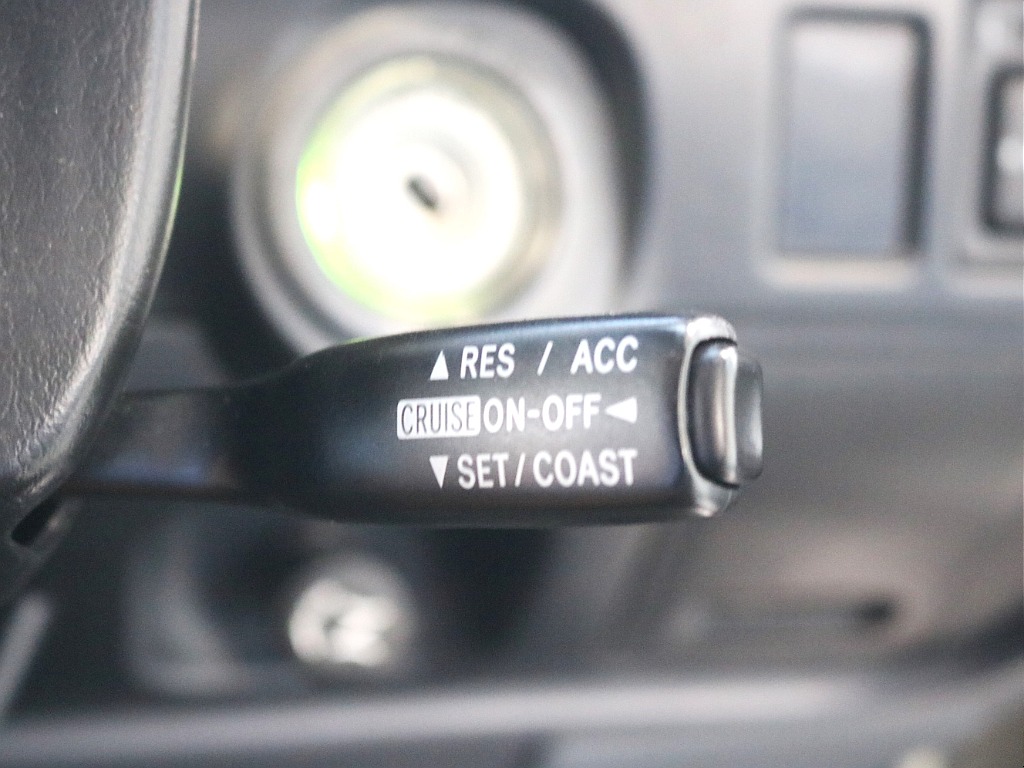 ▲RES / ACC
CRUISE ON-OFF◄
▼SET/COAST